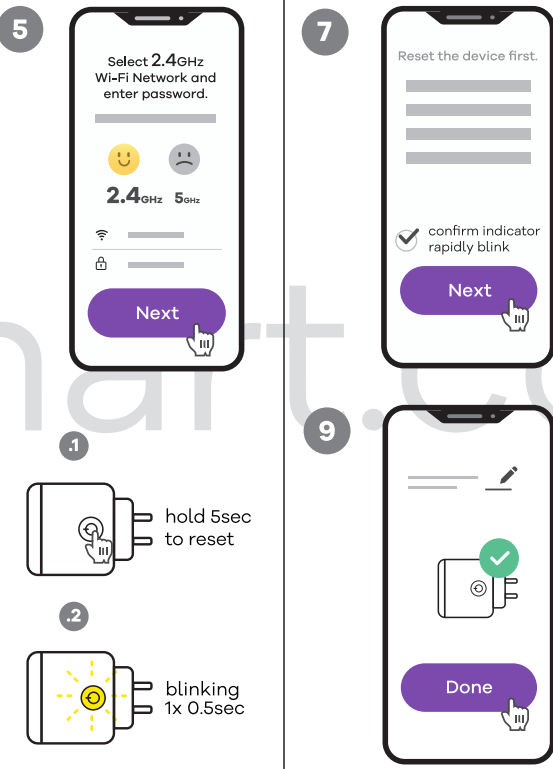 5
Select 2.4GHz
Wi-Fi Network and
enter password.
2.4GHz 5GHz
Next
.1
hold 5sec
to reset
.2
blinking
1x 0.5sec
7
Reset the device first.
confirm indicator
rapidly blink
Next
9
Done